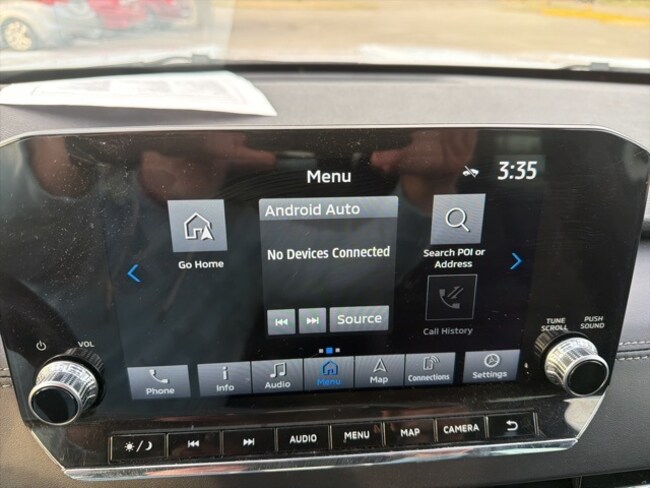 Menu
3:35
Android Auto
No Devices Connected
Go Home
Search POI or
Address
Source
Call History
VOL
TUNE
SCROLL
PUSH
SOUND
Phone
Info
Audio
Menu
Map
Connections
Settings
AUDIO
MENU
MAP
CAMERA